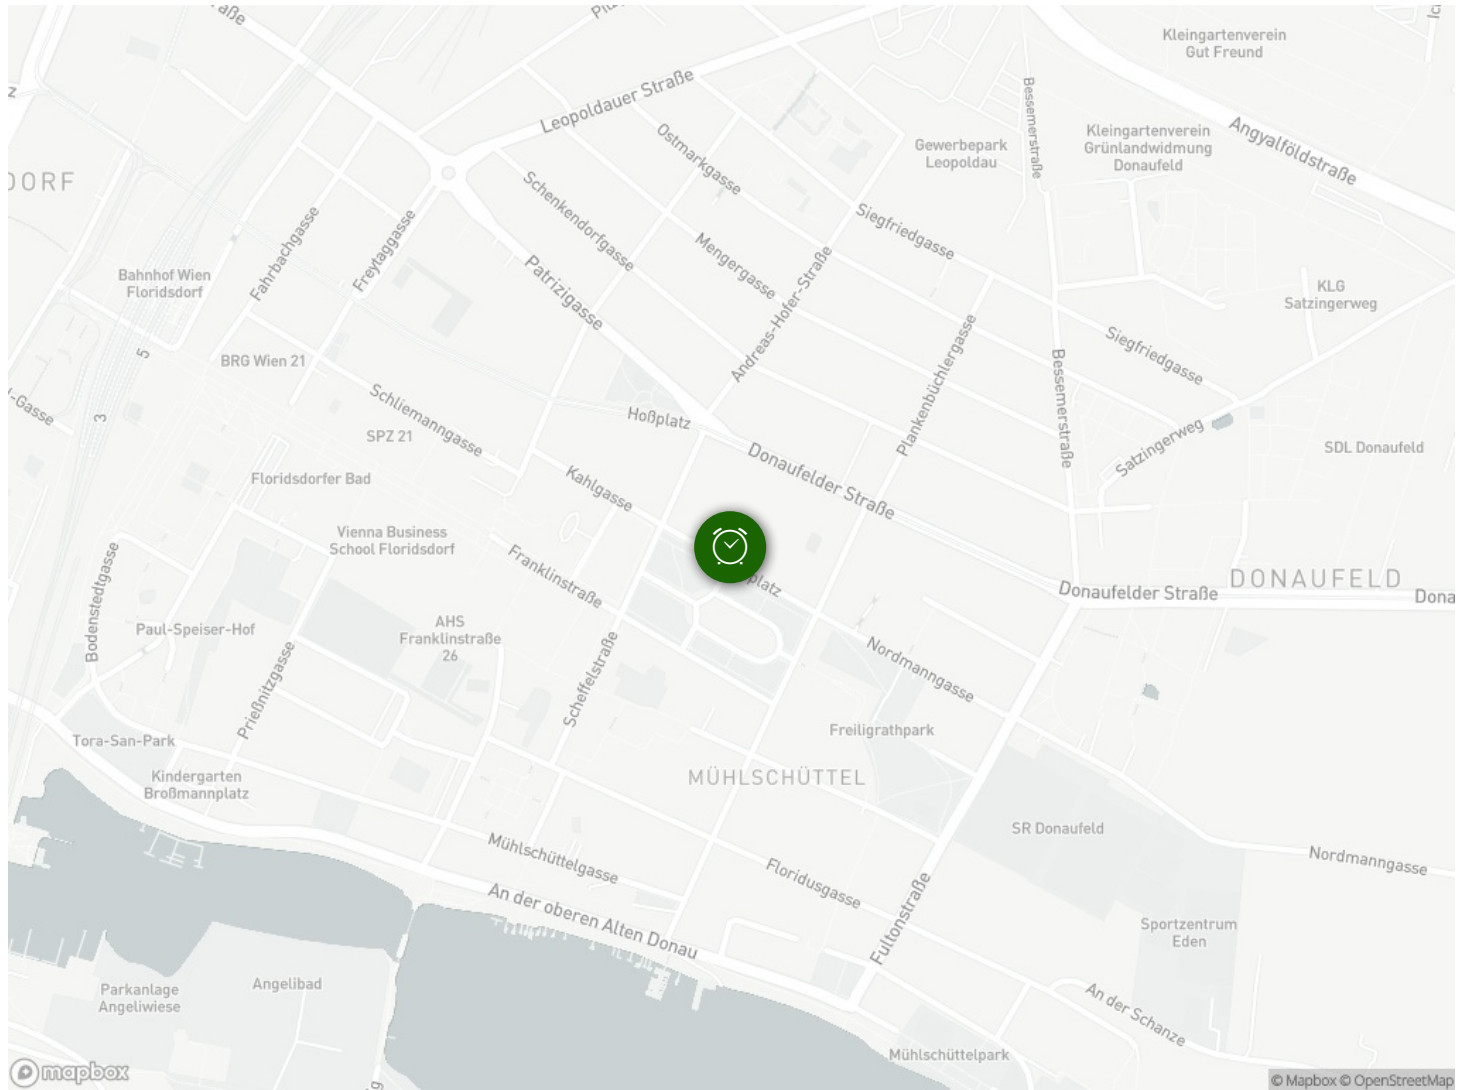 Leopoldauer Straße
Kleingartenverein
Gut Freund
Bessemerstraße
Angyalföldstraße
Kleingartenverein
Grünlandwidmung
Donaufeld
Gewerbepark
Leopoldau
Ostmarkgasse
DORF
Schenkendorfgasse
Siegfriedgasse
Fahrbachgasse
Freytaggasse
Mengergasse
Bahnhof Wien
Floridsdorf
Patrizigasse
Andreas-Hofer-Straße
KLG
Satzingerweg
Plankenbüchlergasse
Siegfriedgasse
5
BRG Wien 21
Bessemerstraße
Schliemanngasse
-Gasse
3
Hoßplatz
SPZ 21
Satzingerweg
SDL Donaufeld
Donaufelder Straße
Floridsdorfer Bad
Kahlgasse
Vienna Business
School Floridsdorf
Franklinstraße
platz
DONAUFELD
Donaufelder Straße
Dona
Bodenstedtgasse
Paul-Speiser-Hof
AHS
Franklinstraße
26
Prießnitzgasse
Scheffelstraße
Nordmanngasse
Tora-San-Park
Freiligrathpark
Kindergarten
Broßmannplatz
MÜHLSCHÜTTEL
SR Donaufeld
Mühlschüttelgasse
Nordmanngasse
Floridusgasse
An der oberen Alten Donau
Fultonstraße
Sportzentrum
Eden
Angelibad
Parkanlage
Angeliwiese
An der Schanze
Mühlschüttelpark
mapbox
© Mapbox © OpenStreetMap